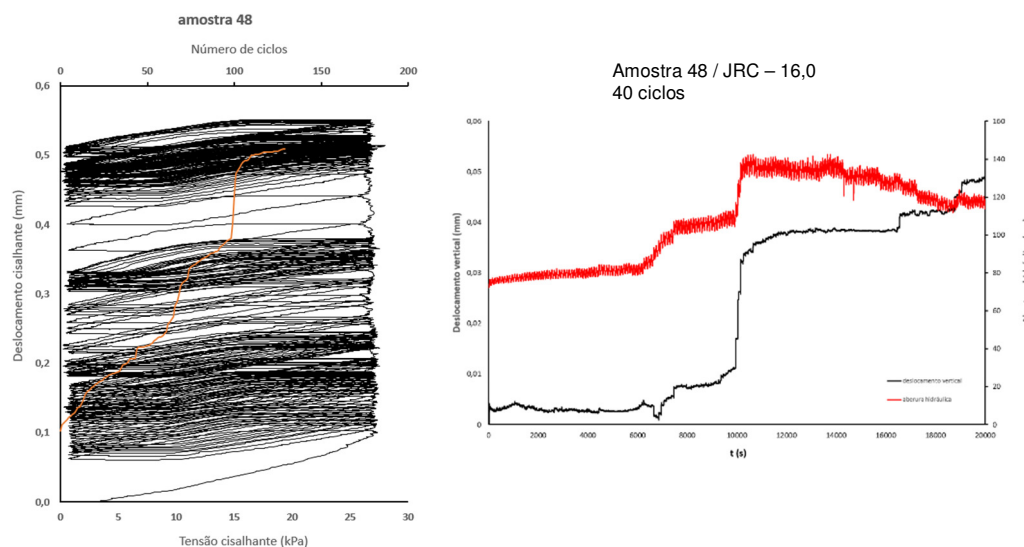 amostra 48
Número de ciclos
0 50 100 150 200
0,6
0,5
0,4
0,3
0,2
0,1
0,0
Deslocamento cisalhante (mm)
0 5 10 15 20 25 30
Tensão cisalhante (kPa)
Amostra 48 / JRC – 16,0
40 ciclos
0,06
0,05
0,04
0,03
0,02
0,01
0
Deslocamento vertical (mm)
160
140
120
100
80
60
40
20
0
deslocamento vertical
abertura hidráulica
0 2000 4000 6000 8000 10000 12000 14000 16000 18000 20000
t (s)